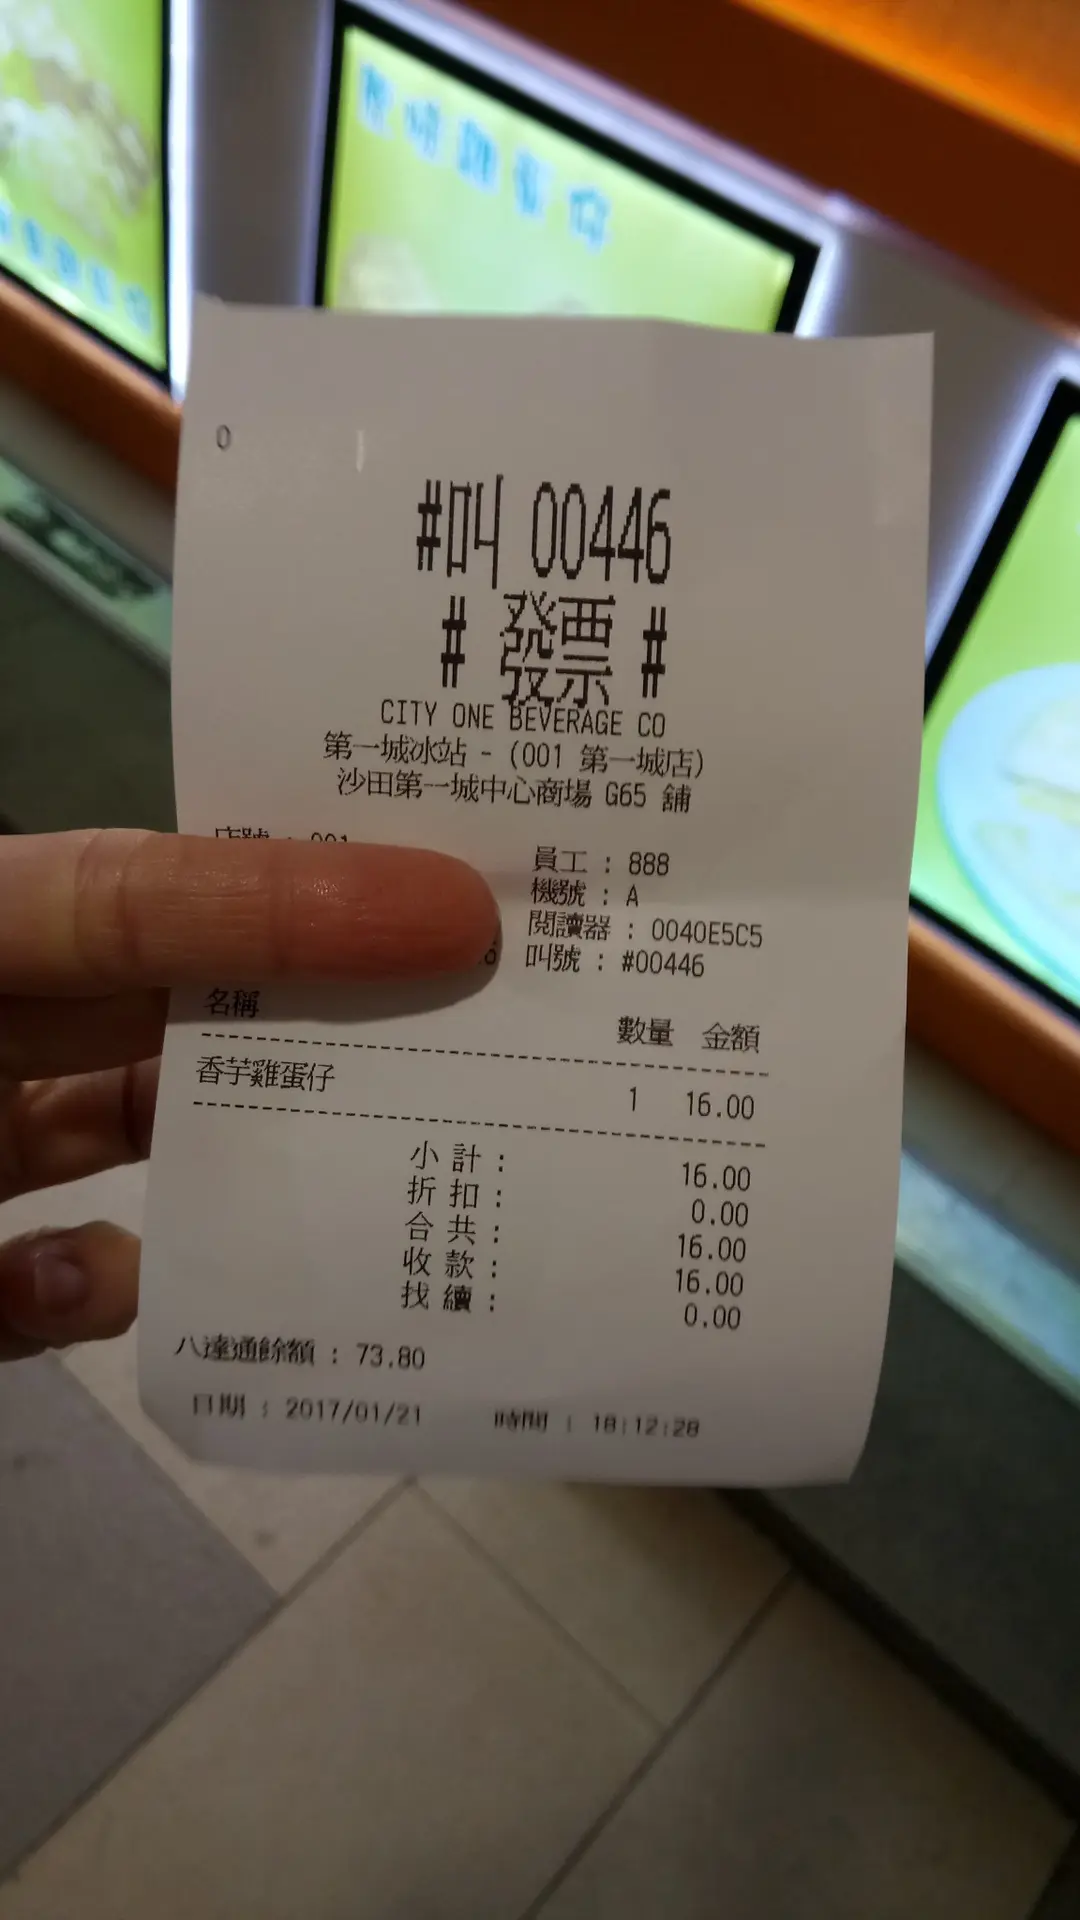 0
#叫 00446
# 發票 #
CITY ONE BEVERAGE CO
第一城冰站 - (001 第一城店)
沙田第一城中心商場 G65 舖
店號 : 001
員工 : 888
機號 : A
閱讀器 : 0040E5C5
叫號 : #00446
名稱 數量 金額
香芋雞蛋仔 1 16.00
小計 : 16.00
折扣 : 0.00
合共 : 16.00
收款 : 16.00
找續 : 0.00
八達通餘額 : 73.80
日期 : 2017/01/21 時間 : 18:12:28